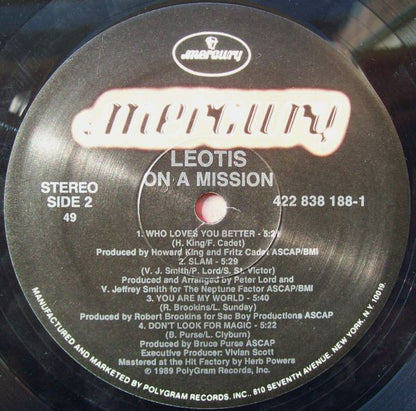 mercury
mercury
LEOTIS
ON A MISSION
STEREO
SIDE 2
49
422 838 188-1
1. WHO LOVES YOU BETTER - 5:21
(H. King/F. Cadet)
Produced by Howard King and Fritz Cadet ASCAP/BMI
2. SLAM - 5:29
(V. J. Smith/P. Lord/S. St. Victor)
Produced and Arranged by Peter Lord and
V. Jeffrey Smith for The Neptune Factor ASCAP/BMI
3. YOU ARE MY WORLD - 5:40
(R. Brookins/L. Sunday)
Produced by Robert Brookins for Sac Boy Productions ASCAP
4. DON'T LOOK FOR MAGIC - 5:22
(B. Purse/L. Clyburn)
Produced by Bruce Purse ASCAP
Executive Producer: Vivian Scott
Mastered at the Hit Factory by Herb Powers
© 1989 PolyGram Records, Inc.
MANUFACTURED AND MARKETED BY POLYGRAM RECORDS, INC., 810 SEVENTH AVENUE, NEW YORK, N.Y. 10019.